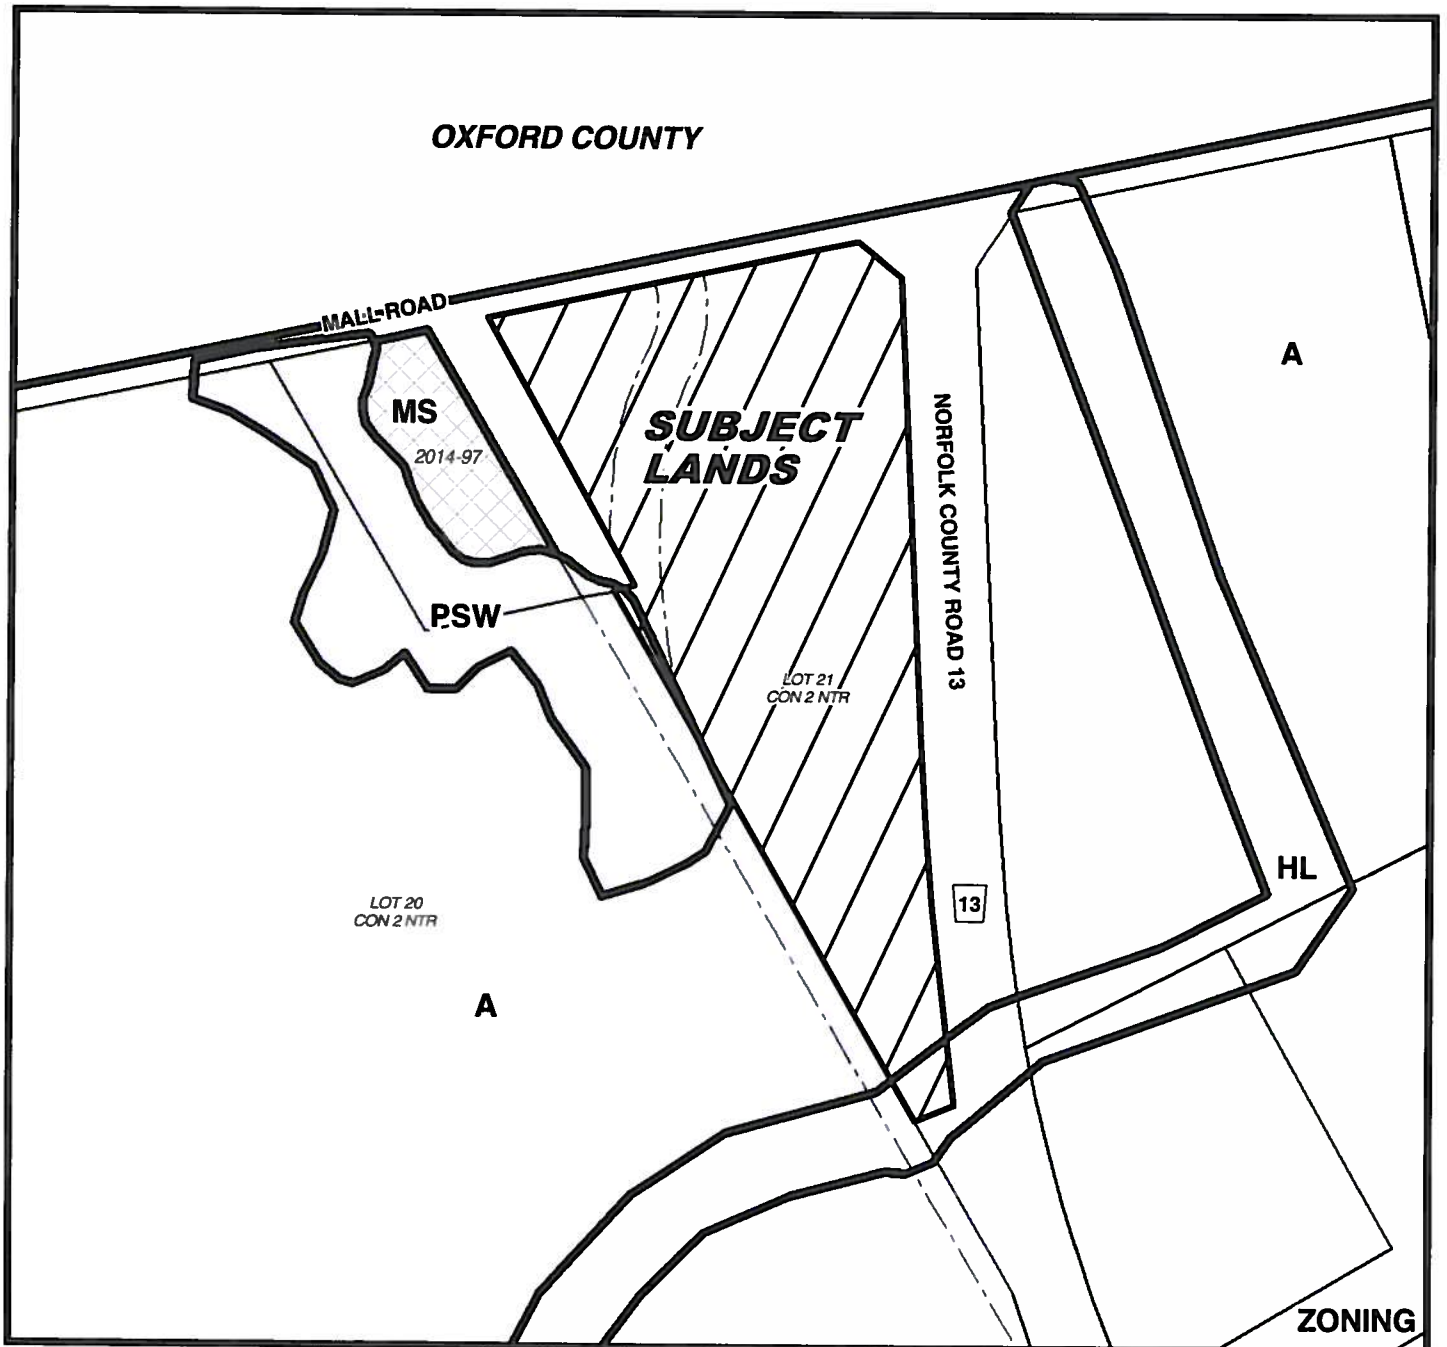 OXFORD COUNTY
MALL ROAD
A
MS
2014-97
SUBJECT
LANDS
NORFOLK COUNTY ROAD 13
PSW
LOT 21
CON 2 NTR
HL
13
LOT 20
CON 2 NTR
A
ZONING